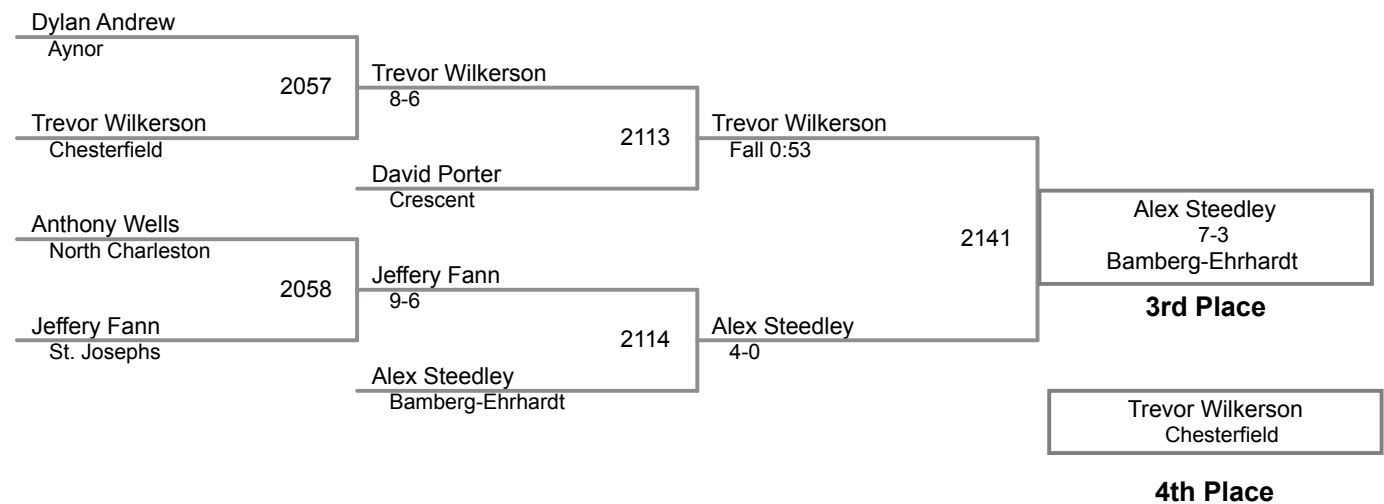 Dylan Andrew
Aynor
2057
Trevor Wilkerson
8-6
Trevor Wilkerson
Chesterfield
2113
Trevor Wilkerson
Fall 0:53
David Porter
Crescent
Anthony Wells
North Charleston
2058
Jeffery Fann
9-6
Jeffery Fann
St. Josephs
2114
Alex Steedley
4-0
Alex Steedley
Bamberg-Ehrhardt
2141
Alex Steedley
7-3
Bamberg-Ehrhardt
3rd Place
Trevor Wilkerson
Chesterfield
4th Place